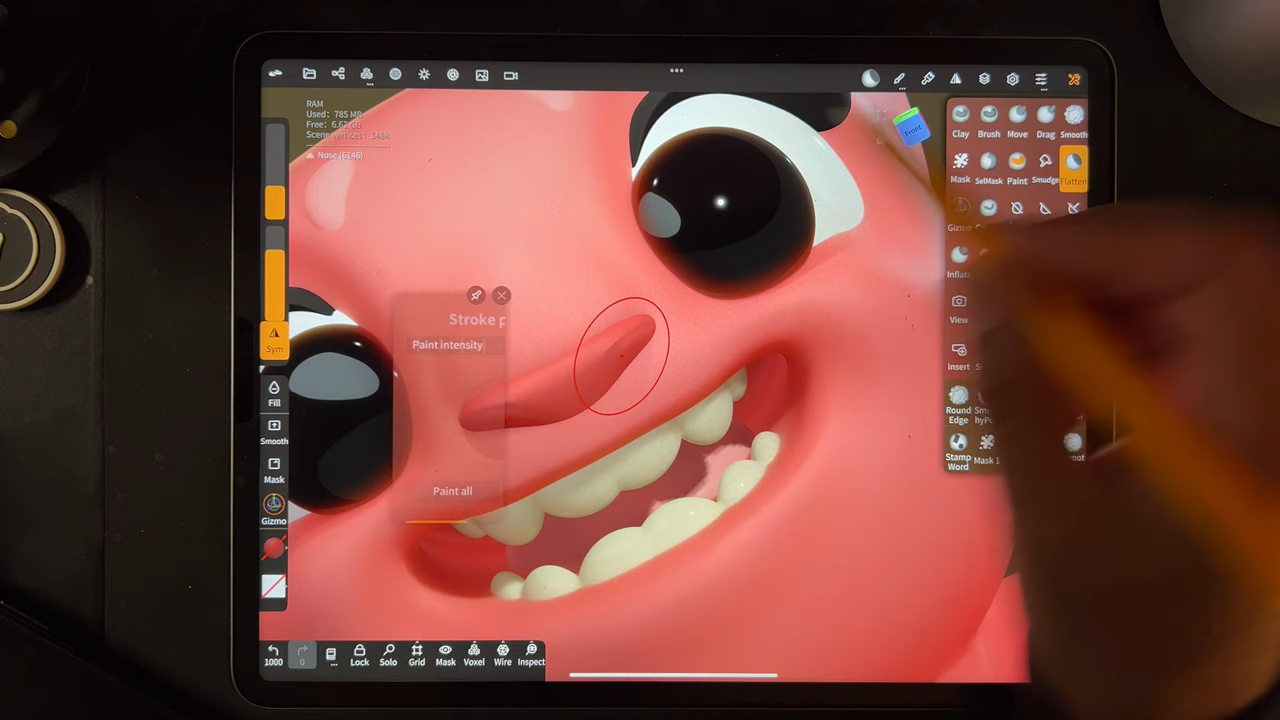 RAM
Used: 785 MB
Nose (6146)
Front
Clay Brush Move Drag Smooth
Mask SelMask Paint Smudge Flatten
View
Insert
Round Edge
Stamp Word
Mask 1
Sym
Fill
Smooth
Mask
Gizmo
Stroke p
Paint intensity
Paint all
1000 0 ... Lock Solo Grid Mask Voxel Wire Inspect